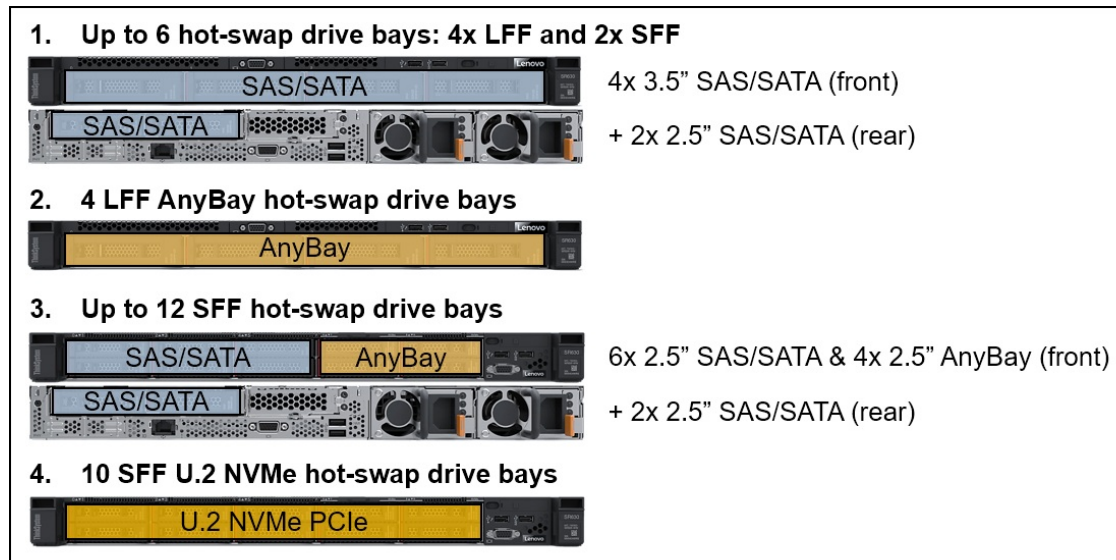 1. Up to 6 hot-swap drive bays: 4x LFF and 2x SFF
Lenovo
SAS/SATA
4x 3.5” SAS/SATA (front)
SAS/SATA
+ 2x 2.5” SAS/SATA (rear)
2. 4 LFF AnyBay hot-swap drive bays
Lenovo
AnyBay
3. Up to 12 SFF hot-swap drive bays
SAS/SATA
AnyBay
Lenovo
6x 2.5” SAS/SATA & 4x 2.5” AnyBay (front)
SAS/SATA
+ 2x 2.5” SAS/SATA (rear)
4. 10 SFF U.2 NVMe hot-swap drive bays
U.2 NVMe PCIe
Lenovo